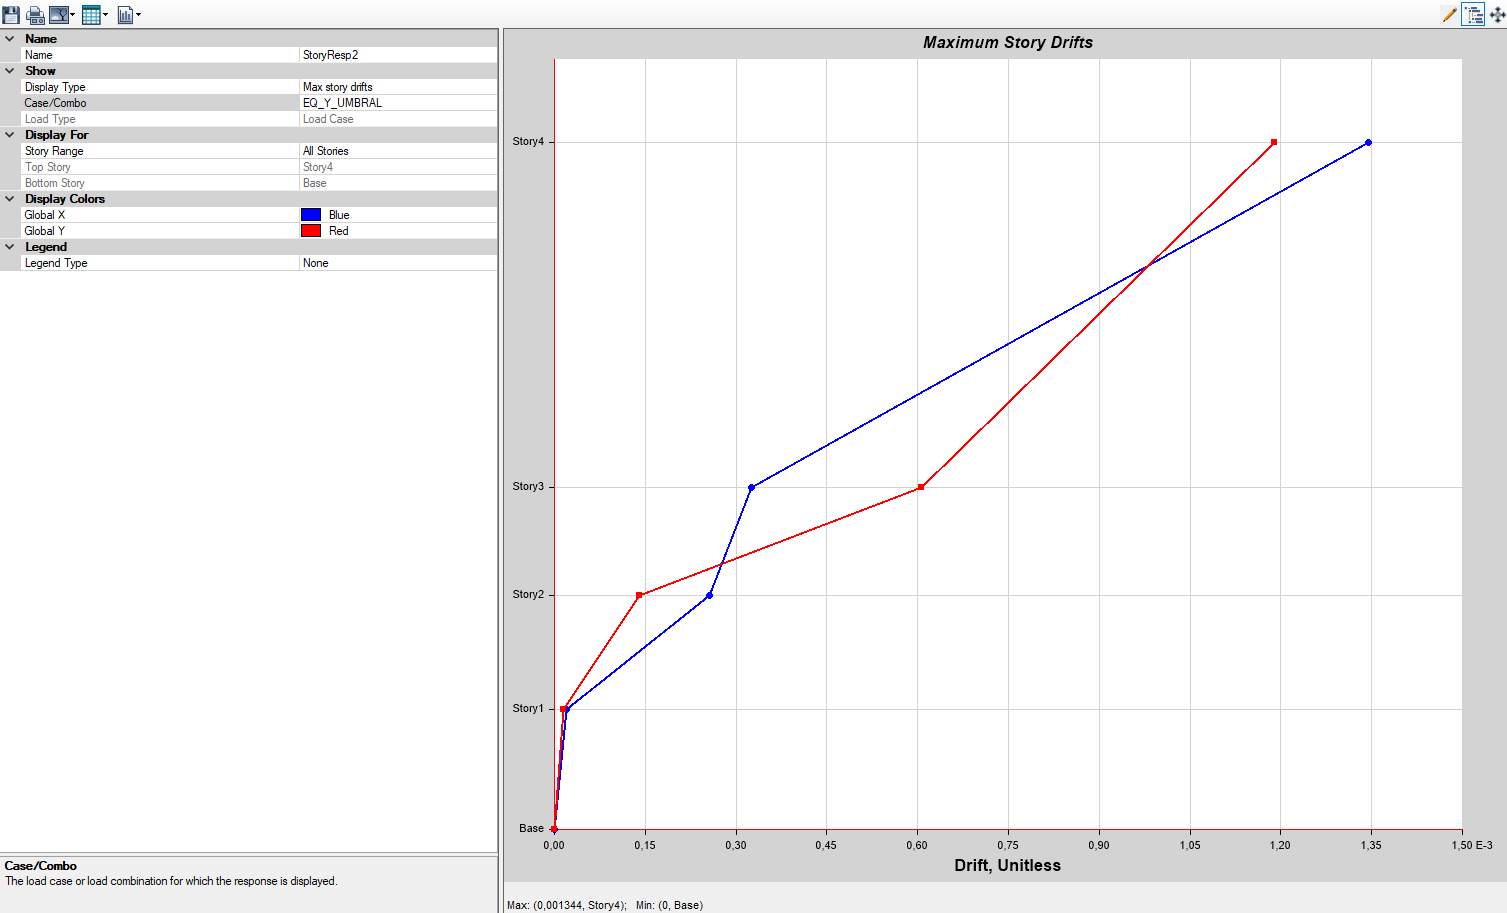 Name
Name StoryResp2
Show
Display Type Max story drifts
Case/Combo EQ_Y_UMBRAL
Load Type Load Case
Display For
Story Range All Stories
Top Story Story4
Bottom Story Base
Display Colors
Global X Blue
Global Y Red
Legend
Legend Type None
Case/Combo
The load case or load combination for which the response is displayed.
Maximum Story Drifts
Story4
Story3
Story2
Story1
Base
0,00 0,15 0,30 0,45 0,60 0,75 0,90 1,05 1,20 1,35 1,50 E-3
Drift, Unitless
Max: (0,001344, Story4); Min: (0, Base)